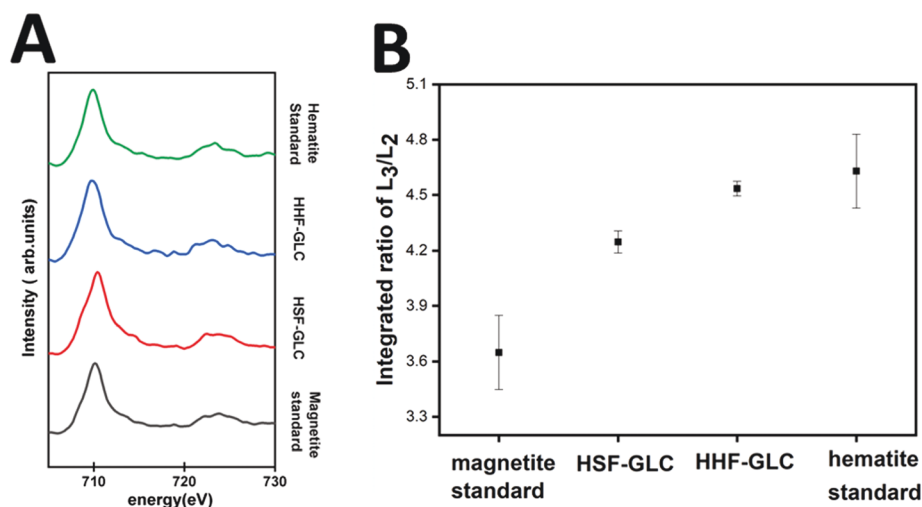 A
Intensity ( arb.units)
Hematite
Standard
HHF-GLC
HSF-GLC
Magnetite
standard
710
720
730
energy(eV)
B
Integrated ratio of L3/L2
5.1
4.8
4.5
4.2
3.9
3.6
3.3
magnetite
standard
HSF-GLC
HHF-GLC
hematite
standard